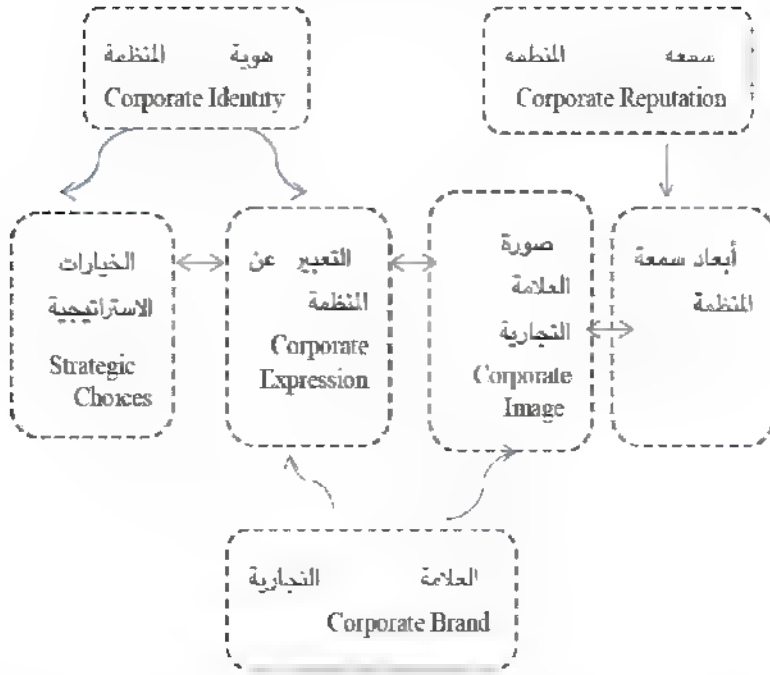 هوية المنظمة
Corporate Identity
سمعه المنظمه
Corporate Reputation
الخيارات
الاستراتيجية
Strategic
Choices
التعبير عن
المنظمة
Corporate
Expression
صورة
العلامة
التجارية
Corporate
Image
أبعاد سمعة
المنظمة
العلامة التجارية
Corporate Brand